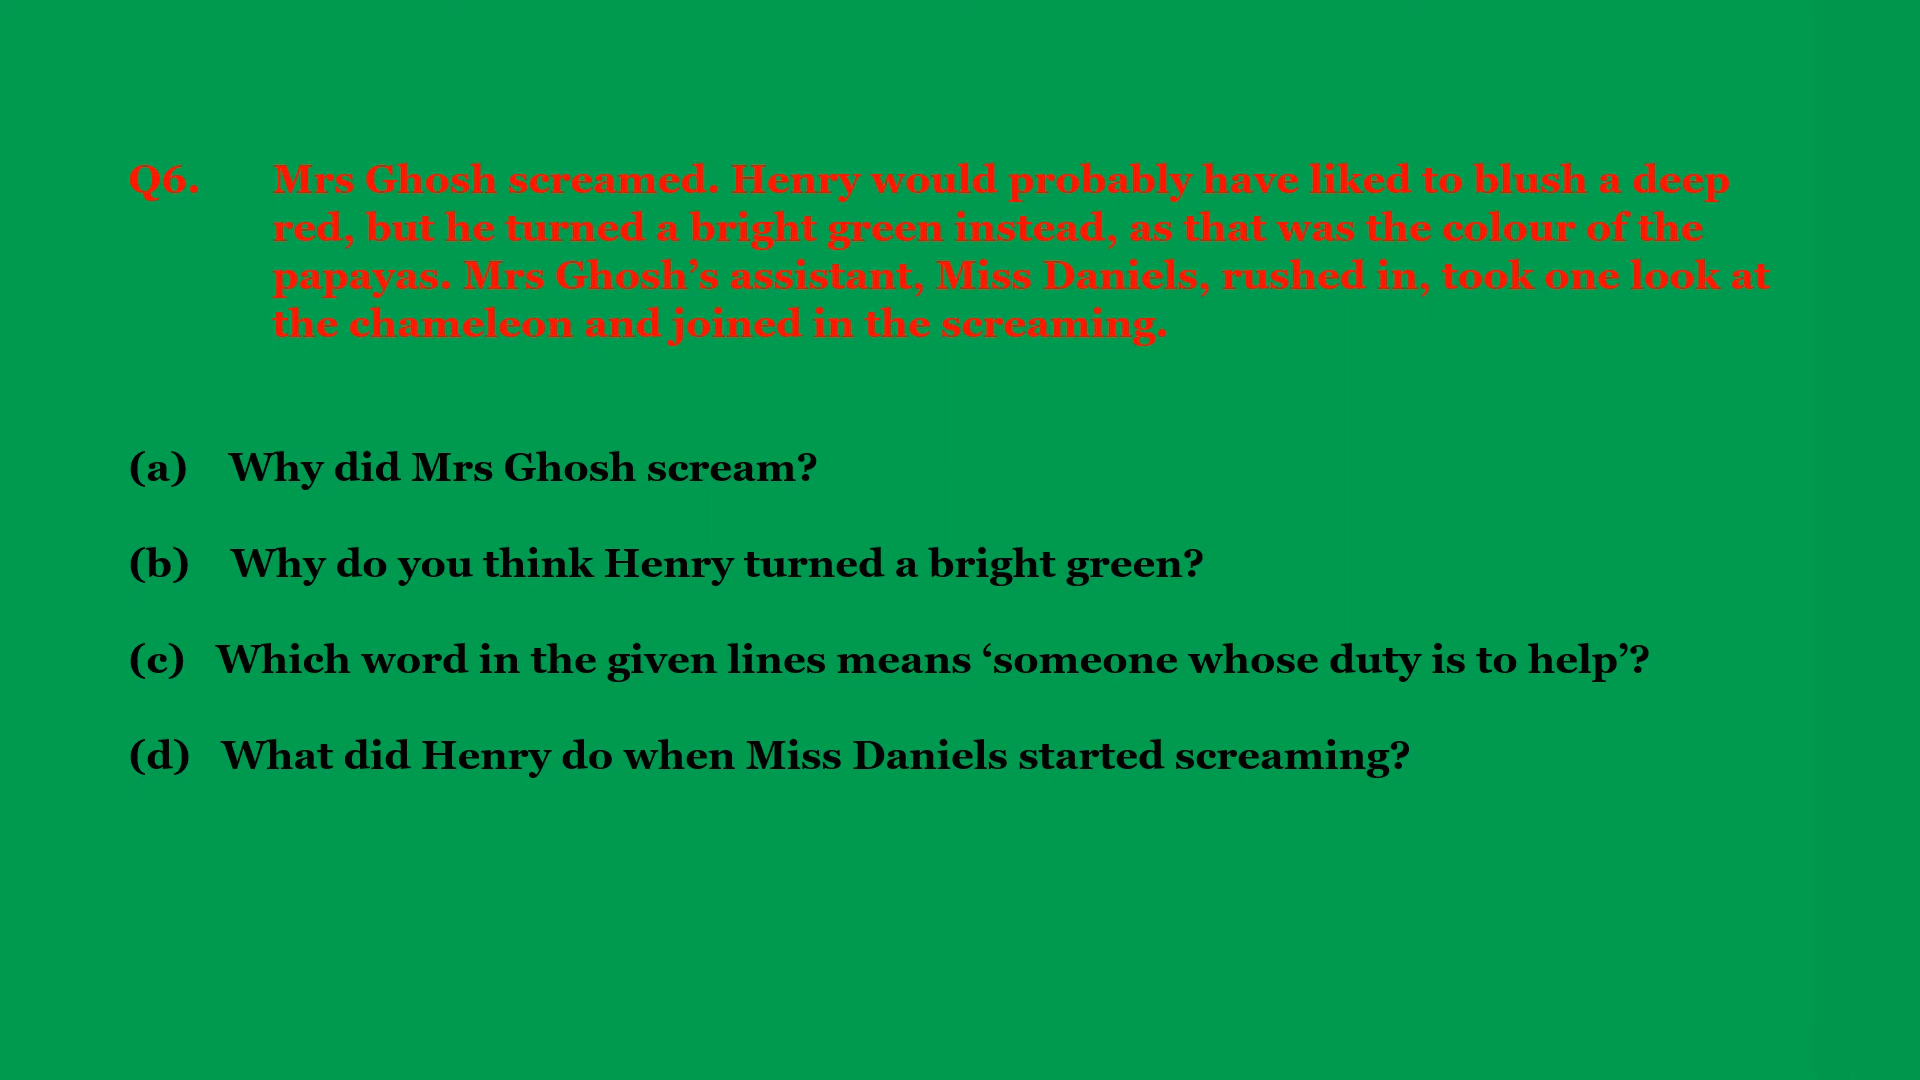 Q6. Mrs Ghosh screamed. Henry would probably have liked to blush a deep
red, but he turned a bright green instead, as that was the colour of the
papayas. Mrs Ghosh’s assistant, Miss Daniels, rushed in, took one look at
the chameleon and joined in the screaming.
(a) Why did Mrs Ghosh scream?
(b) Why do you think Henry turned a bright green?
(c) Which word in the given lines means ‘someone whose duty is to help’?
(d) What did Henry do when Miss Daniels started screaming?